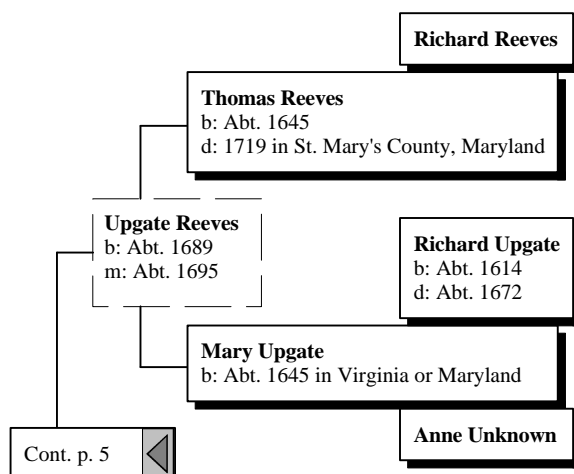 Richard Reeves
Thomas Reeves
b: Abt. 1645
d: 1719 in St. Mary's County, Maryland
Upgate Reeves
b: Abt. 1689
m: Abt. 1695
Richard Upgate
b: Abt. 1614
d: Abt. 1672
Mary Upgate
b: Abt. 1645 in Virginia or Maryland
Anne Unknown
Cont. p. 5